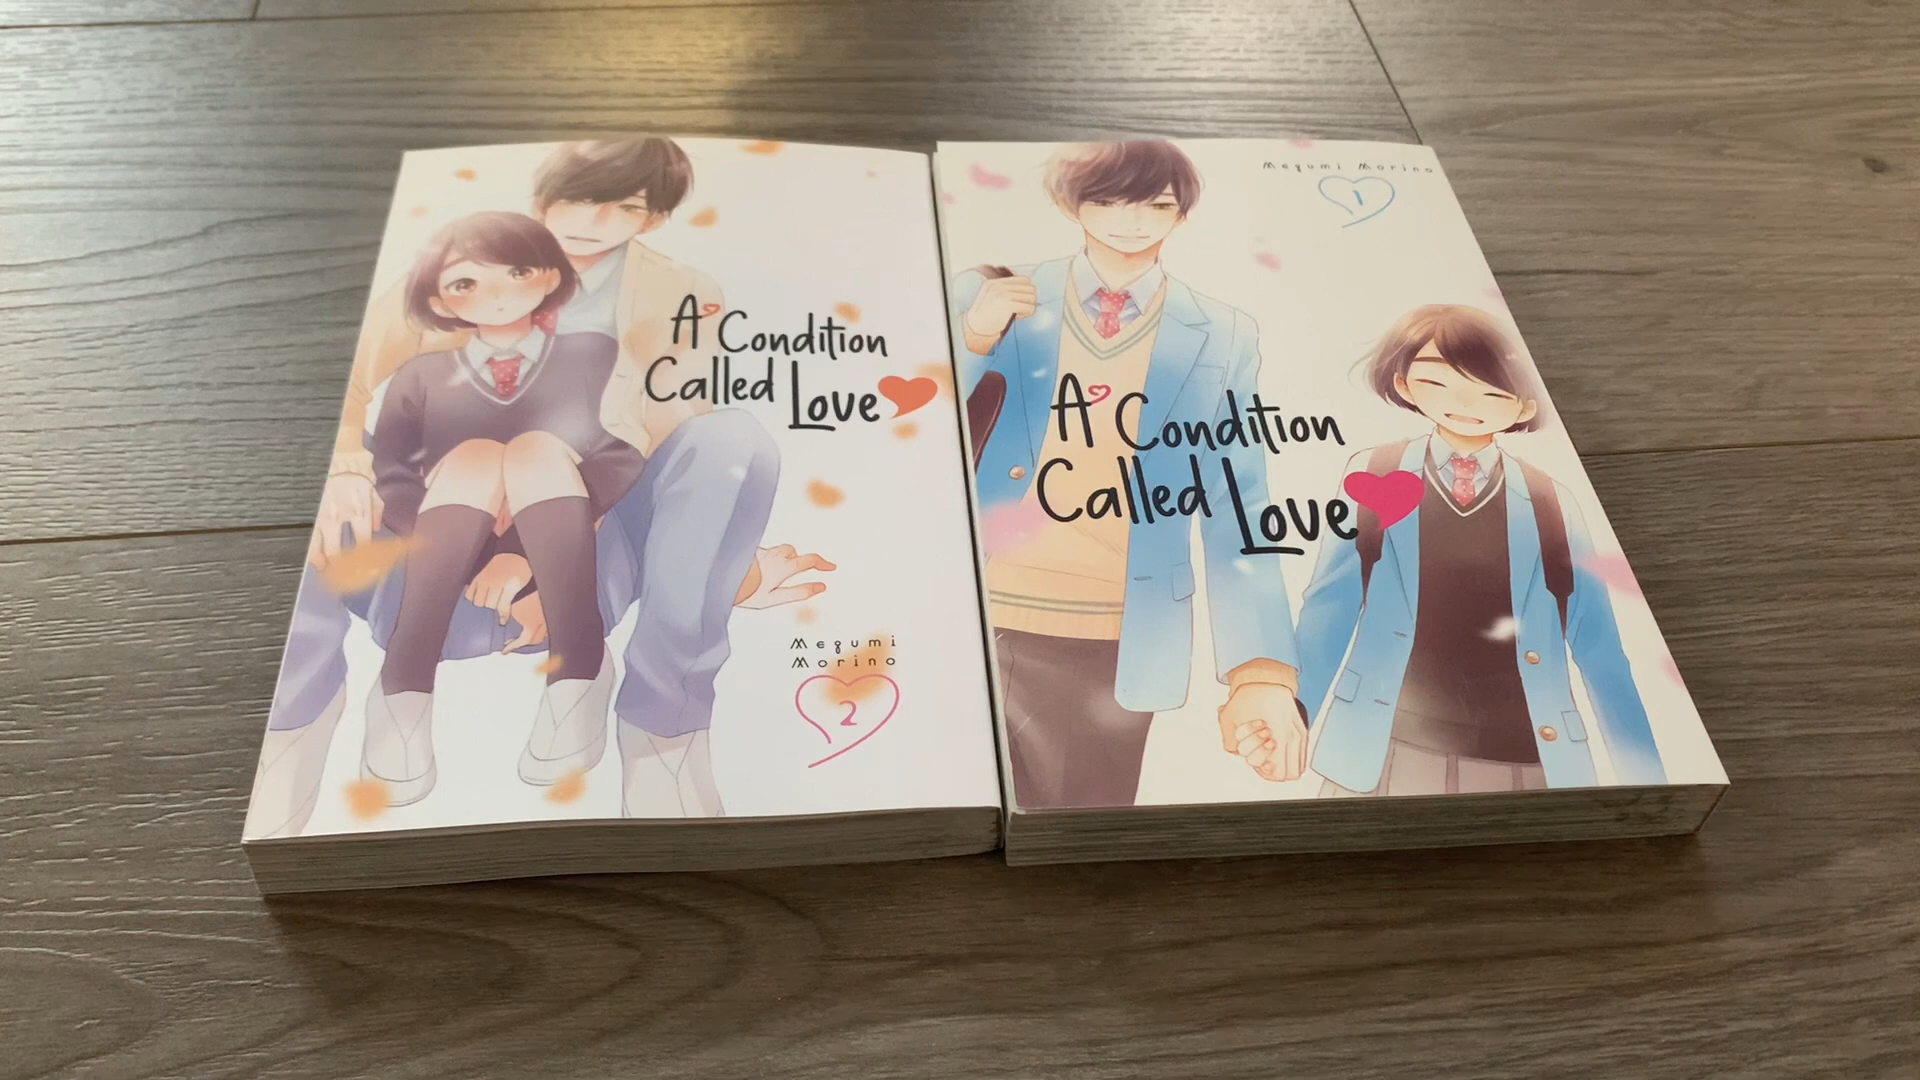 A Condition
Called Love
Megumi
Morino
2
Megumi Morino
1
A Condition
Called Love